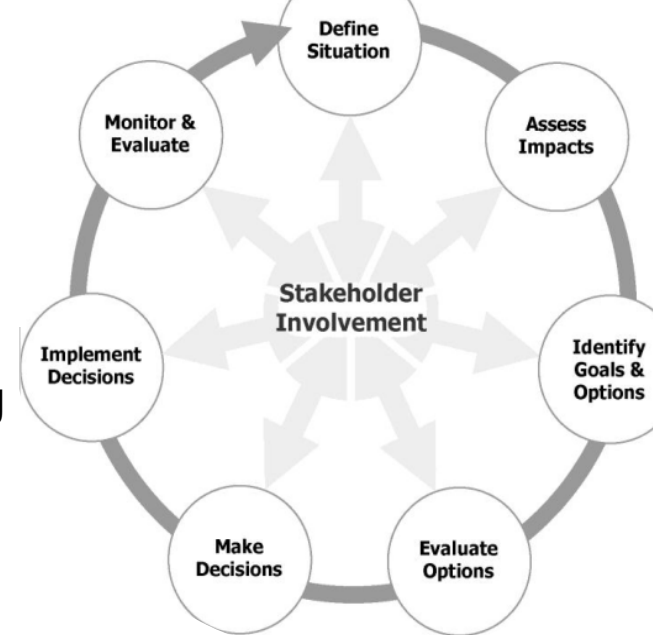 Define
Situation
Assess
Impacts
Identify
Goals &
Options
Evaluate
Options
Make
Decisions
Implement
Decisions
Monitor &
Evaluate
Stakeholder
Involvement